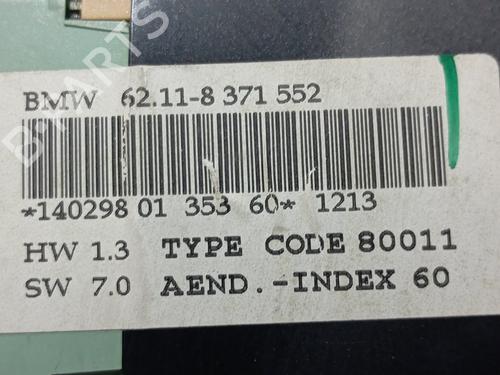 B PARTS
BMW 62.11-8 371 552
*140298 01 353 60* 1213
HW 1.3 TYPE CODE 80011
SW 7.0 AEND.-INDEX 60